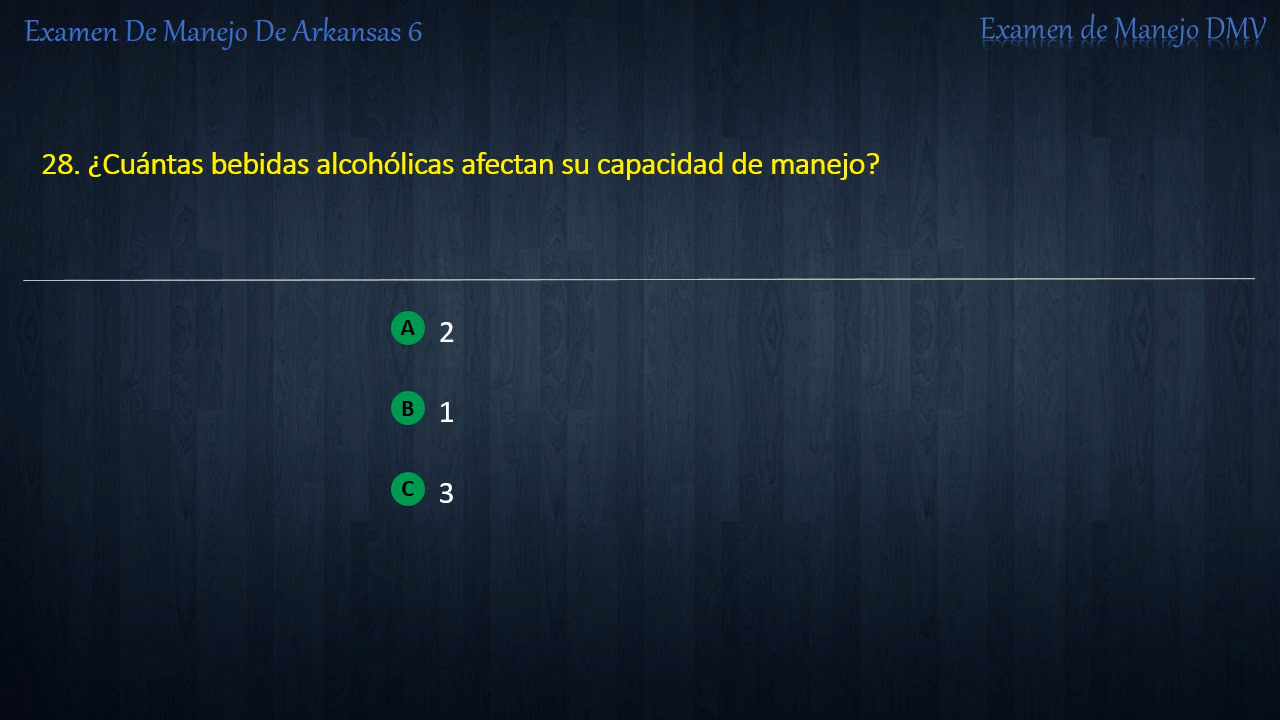 Examen De Manejo De Arkansas 6
Examen de Manejo DMV
28. ¿Cuántas bebidas alcohólicas afectan su capacidad de manejo?
A 2
B 1
C 3